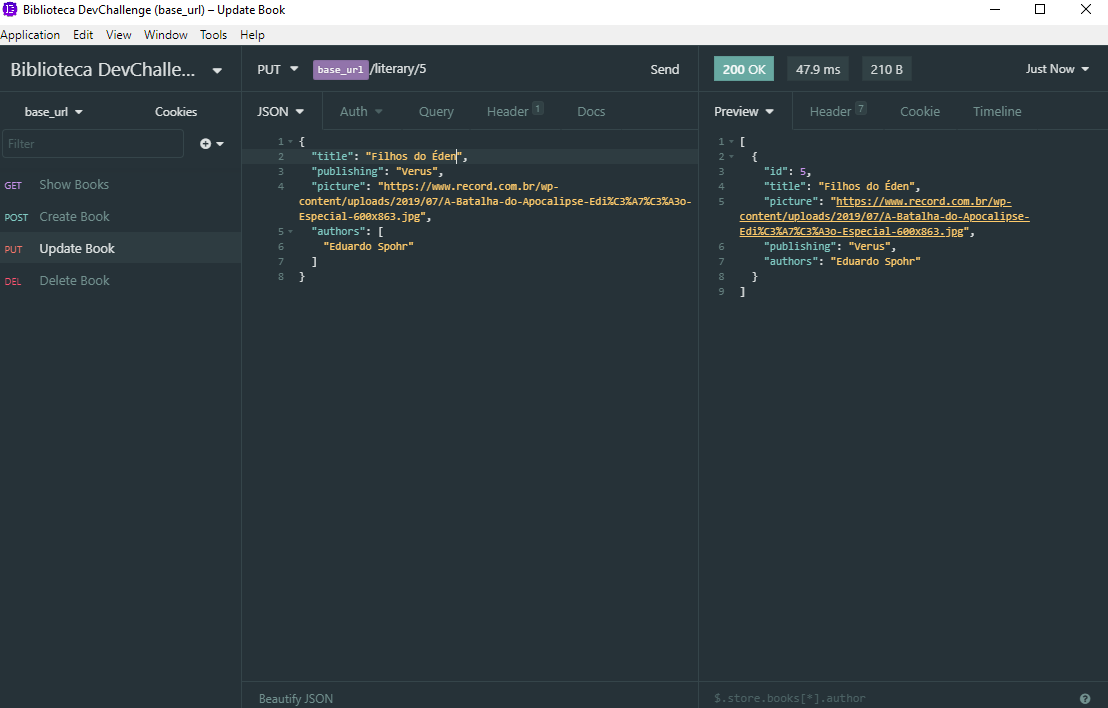 Biblioteca DevChallenge (base_url) – Update Book
Application Edit View Window Tools Help
Biblioteca DevChalle...
PUT base_url/literary/5 Send
200 OK 47.9 ms 210 B Just Now
base_url Cookies
JSON Auth Query Header 1 Docs
Preview Header 7 Cookie Timeline
Filter
GET Show Books
POST Create Book
PUT Update Book
DEL Delete Book
1 {
2 "title": "Filhos do Éden",
3 "publishing": "Verus",
4 "picture": "https://www.record.com.br/wp-
content/uploads/2019/07/A-Batalha-do-Apocalipse-Edi%C3%A7%C3%A3o-
Especial-600x863.jpg",
5 "authors": [
6 "Eduardo Spohr"
7 ]
8 }
1 [
2 {
3 "id": 5,
4 "title": "Filhos do Éden",
5 "picture": "https://www.record.com.br/wp-
content/uploads/2019/07/A-Batalha-do-Apocalipse-
Edi%C3%A7%C3%A3o-Especial-600x863.jpg",
6 "publishing": "Verus",
7 "authors": "Eduardo Spohr"
8 }
9 ]
Beautify JSON
$.store.books[*].author